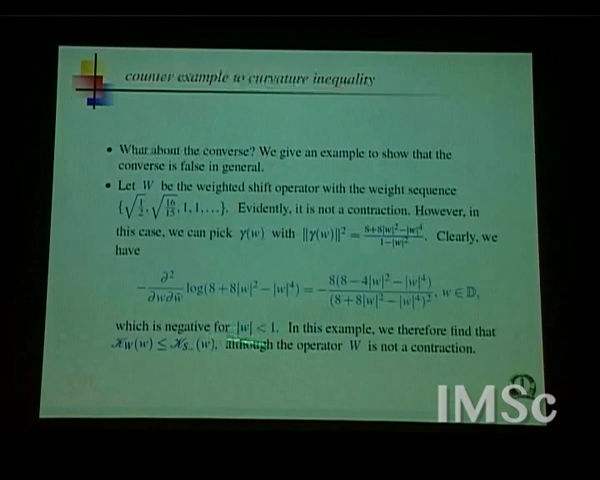 counter example to curvature inequality
• What about the converse? We give an example to show that the
converse is false in general.
• Let W be the weighted shift operator with the weight sequence
{√(1/2), √(16/15), 1, 1, ...}. Evidently, it is not a contraction. However, in
this case, we can pick γ(w) with ||γ(w)||² = (8+8|w|²−|w|⁴)/(1−|w|²). Clearly, we
have
−∂²/∂w∂w̄ log(8+8|w|²−|w|⁴) = −8(8−4|w|²−|w|⁴)/(8+8|w|²−|w|⁴)², w ∈ 𝔻,
which is negative for |w| < 1. In this example, we therefore find that
𝒦_W(w) ≤ 𝒦_S₋(w), although the operator W is not a contraction.
IMSc